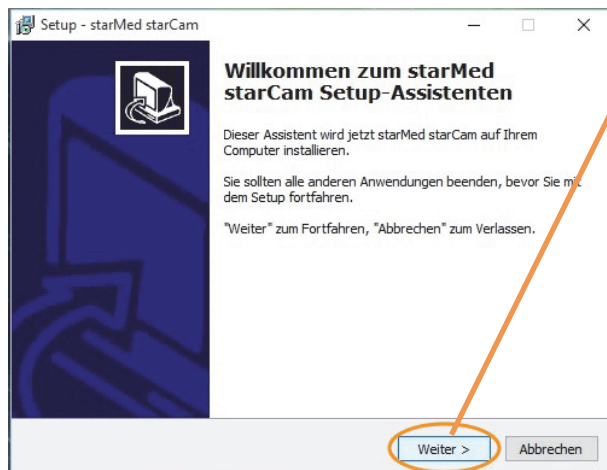 Setup - starMed starCam
Willkommen zum starMed
starCam Setup-Assistenten
Dieser Assistent wird jetzt starMed starCam auf Ihrem
Computer installieren.
Sie sollten alle anderen Anwendungen beenden, bevor Sie mit
dem Setup fortfahren.
"Weiter" zum Fortfahren, "Abbrechen" zum Verlassen.
Weiter >
Abbrechen